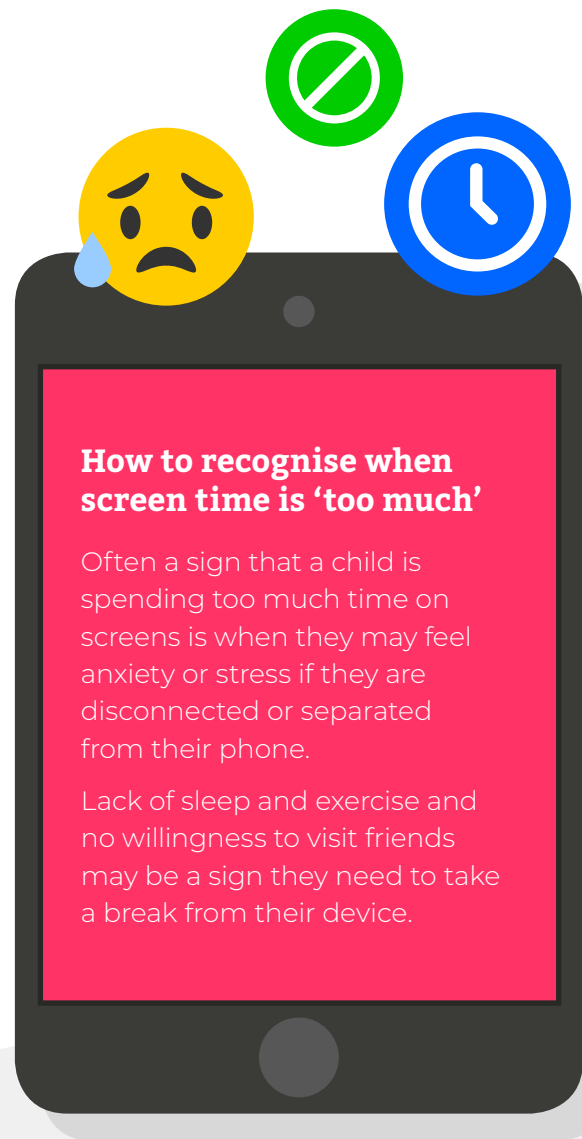 How to recognise when
screen time is ‘too much’
Often a sign that a child is
spending too much time on
screens is when they may feel
anxiety or stress if they are
disconnected or separated
from their phone.
Lack of sleep and exercise and
no willingness to visit friends
may be a sign they need to take
a break from their device.